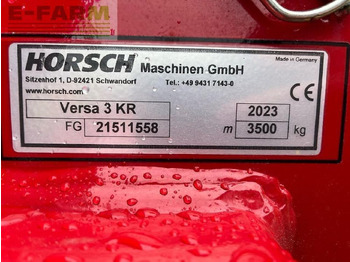 E-FARM
HORSCH Maschinen GmbH
Made in Germany
Sitzenhof 1, D-92421 Schwandorf Tel.: +49 9431 7143-0
www.horsch.com
Versa 3 KR 2023
FG 21511558 m 3500 kg